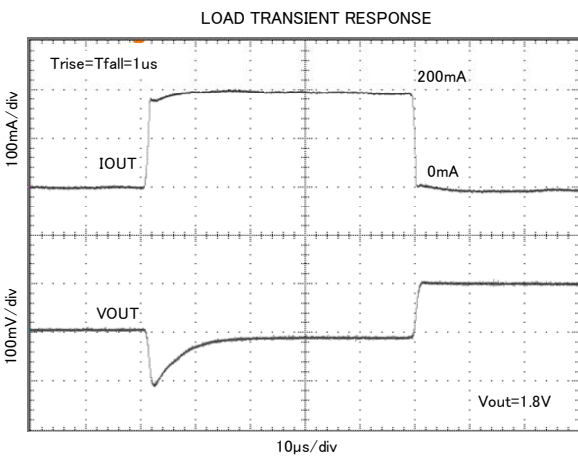 LOAD TRANSIENT RESPONSE
Trise=Tfall=1us
200mA
IOUT
0mA
100mA/div
VOUT
100mV/div
Vout=1.8V
10μs/div